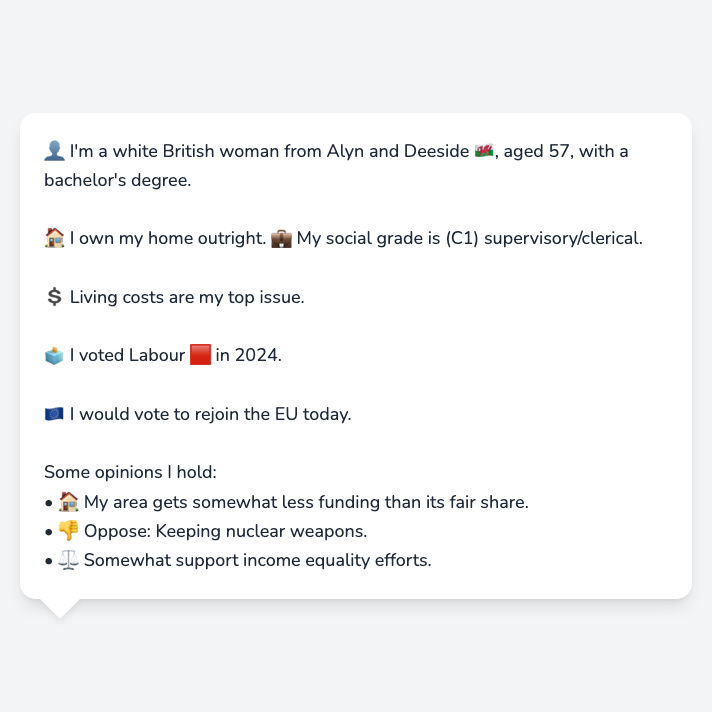 👤 I'm a white British woman from Alyn and Deeside 🏴󠁧󠁢󠁷󠁬󠁳󠁿, aged 57, with a
bachelor's degree.
🏠 I own my home outright. 💼 My social grade is (C1) supervisory/clerical.
💲 Living costs are my top issue.
🗳️ I voted Labour 🟥 in 2024.
🇪🇺 I would vote to rejoin the EU today.
Some opinions I hold:
• 🏠 My area gets somewhat less funding than its fair share.
• 👎 Oppose: Keeping nuclear weapons.
• ⚖️ Somewhat support income equality efforts.